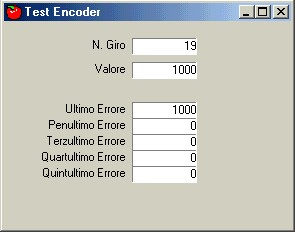 Test Encoder
N. Giro 19
Valore 1000
Ultimo Errore 1000
Penultimo Errore 0
Terzultimo Errore 0
Quartultimo Errore 0
Quintultimo Errore 0